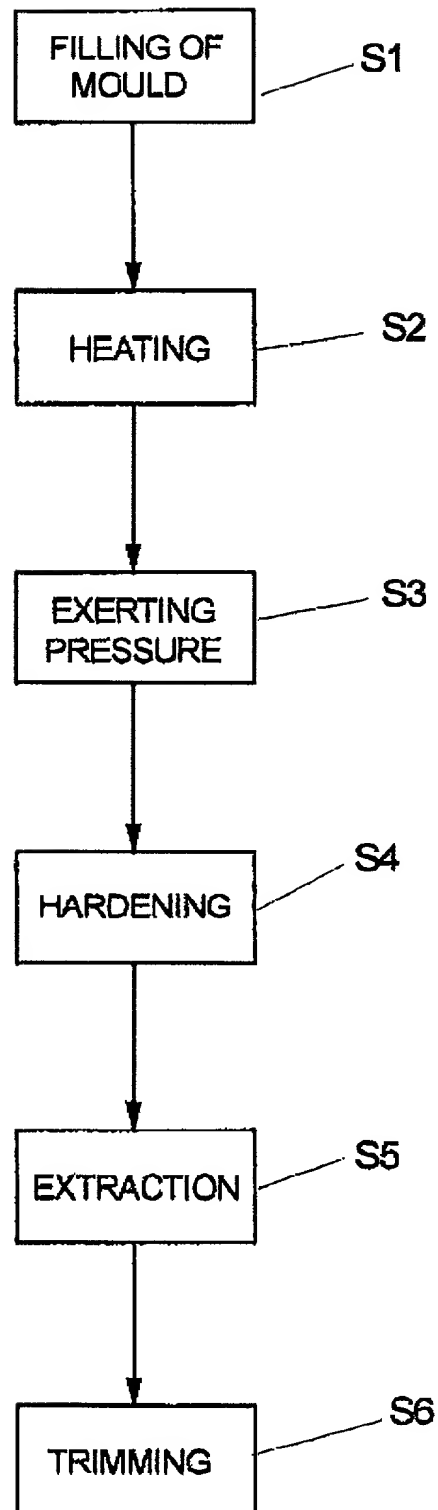 FILLING OF
MOULD
S1
HEATING
S2
EXERTING
PRESSURE
S3
HARDENING
S4
EXTRACTION
S5
TRIMMING
S6